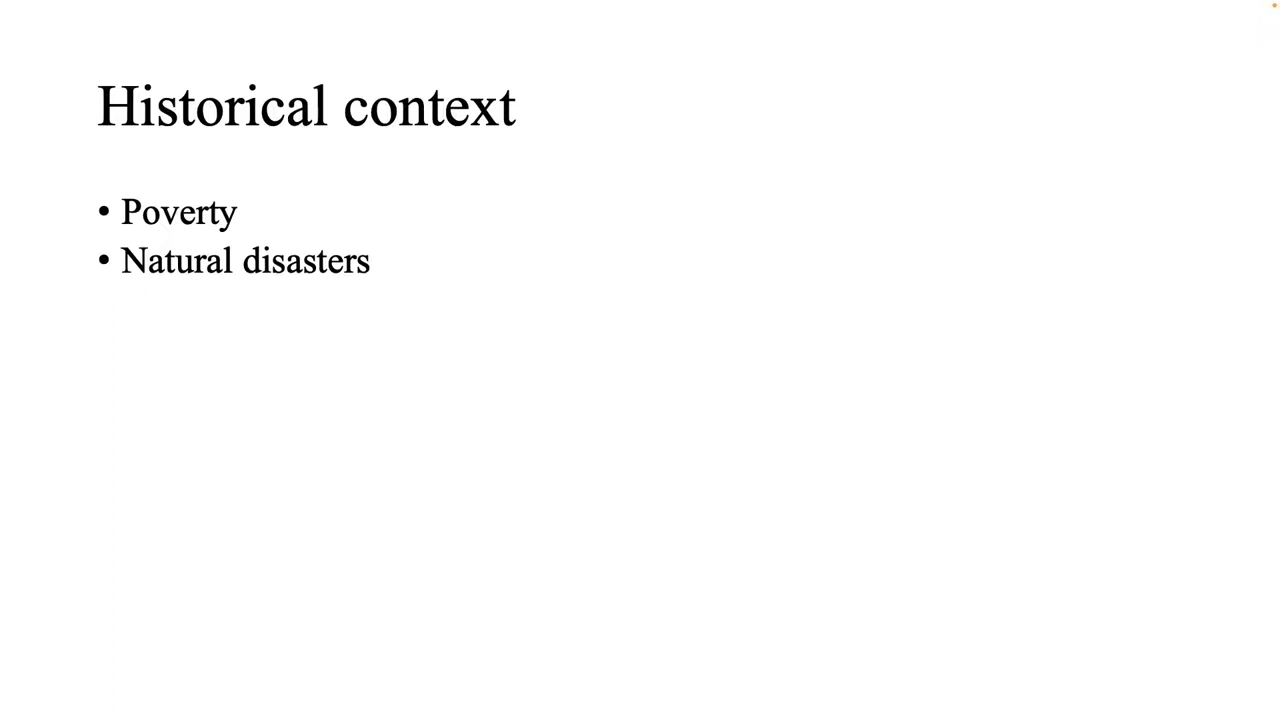 Historical context
• Poverty
• Natural disasters